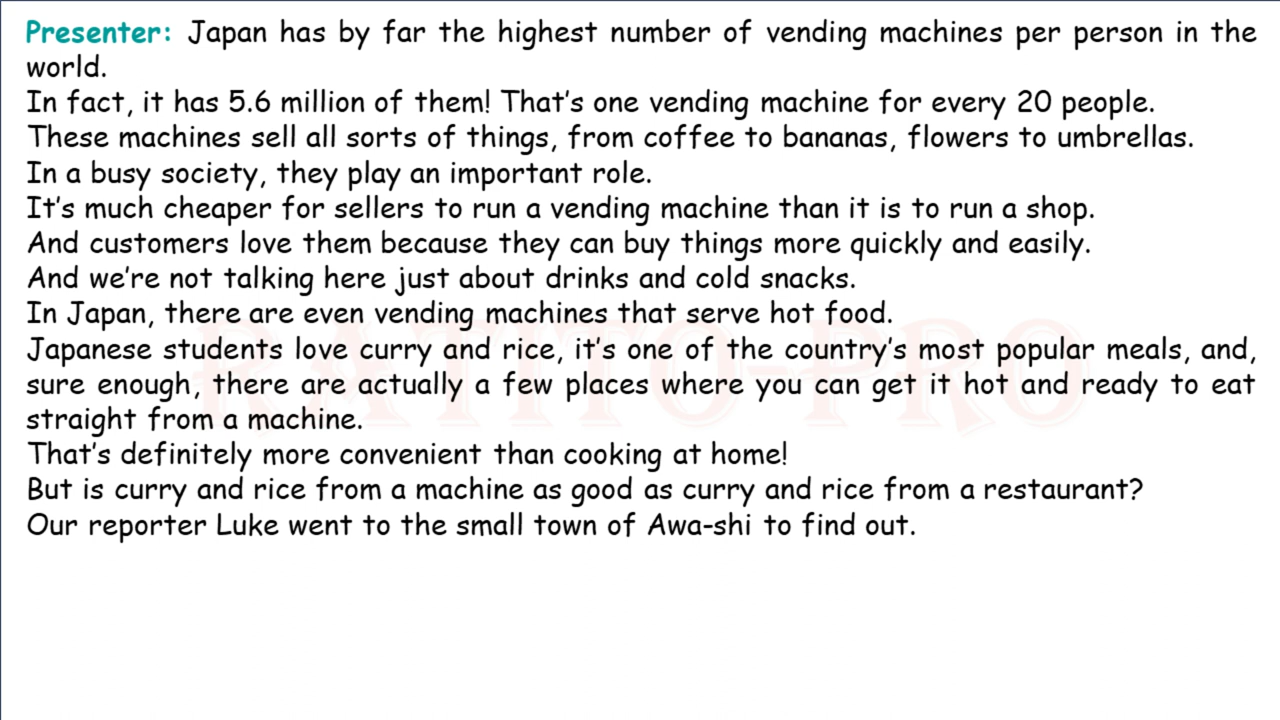 Presenter: Japan has by far the highest number of vending machines per person in the
world.
In fact, it has 5.6 million of them! That's one vending machine for every 20 people.
These machines sell all sorts of things, from coffee to bananas, flowers to umbrellas.
In a busy society, they play an important role.
It's much cheaper for sellers to run a vending machine than it is to run a shop.
And customers love them because they can buy things more quickly and easily.
And we're not talking here just about drinks and cold snacks.
In Japan, there are even vending machines that serve hot food.
Japanese students love curry and rice, it's one of the country's most popular meals, and,
sure enough, there are actually a few places where you can get it hot and ready to eat
straight from a machine.
That's definitely more convenient than cooking at home!
But is curry and rice from a machine as good as curry and rice from a restaurant?
Our reporter Luke went to the small town of Awa-shi to find out.
RATITO-PRO